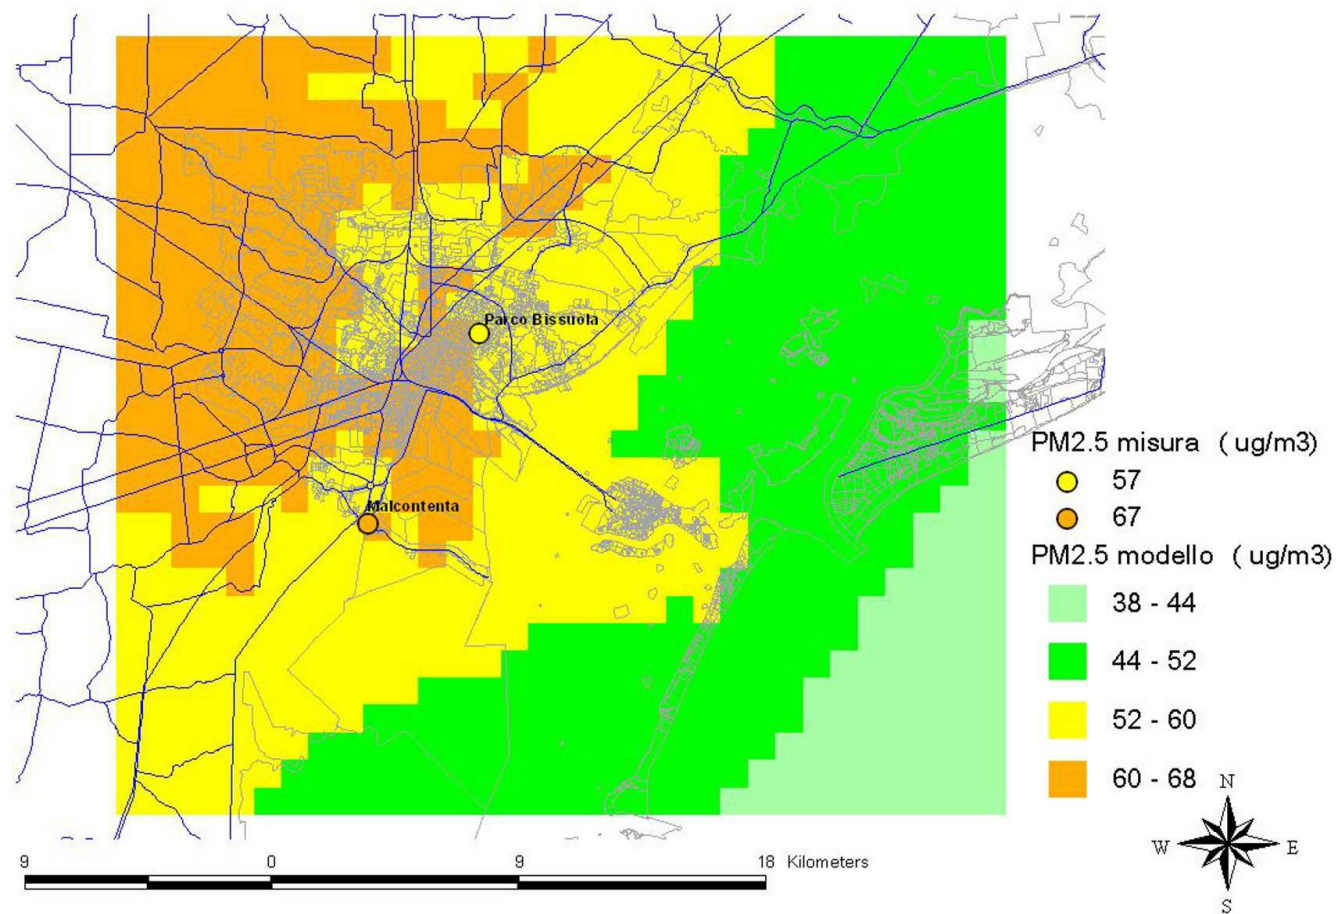 Parco Bissuola
Malcontenta
PM2.5 misura ( ug/m3)
57
67
PM2.5 modello ( ug/m3)
38 - 44
44 - 52
52 - 60
60 - 68
N
W E
S
9 0 9 18 Kilometers